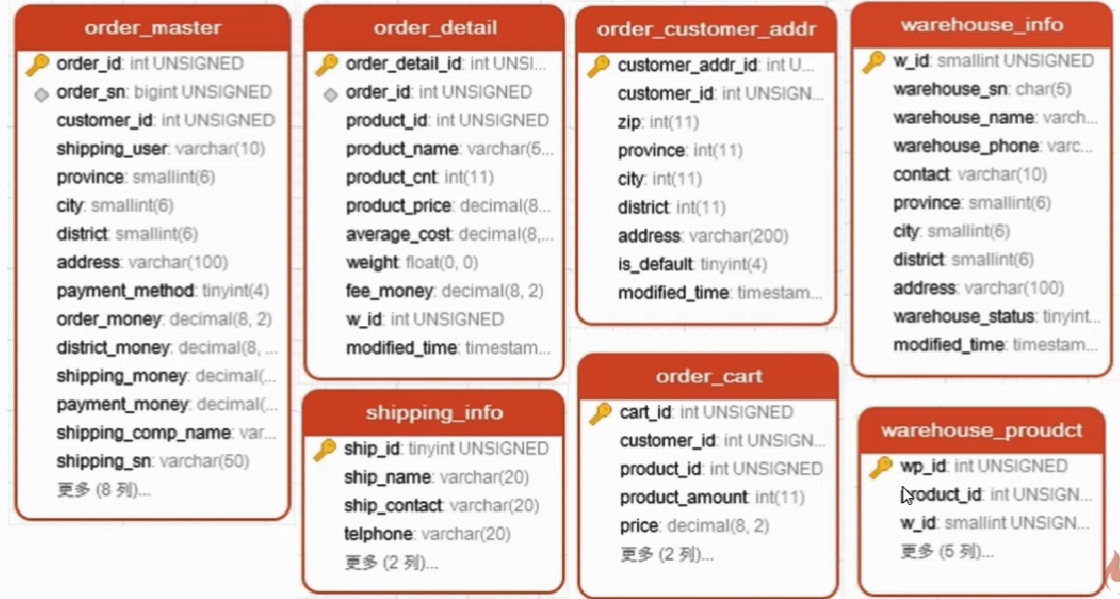 order_master
order_id: int UNSIGNED
order_sn: bigint UNSIGNED
customer_id: int UNSIGNED
shipping_user: varchar(10)
province: smallint(6)
city: smallint(6)
district: smallint(6)
address: varchar(100)
payment_method: tinyint(4)
order_money: decimal(8, 2)
district_money: decimal(8, ...
shipping_money: decimal(...
payment_money: decimal(...
shipping_comp_name: var...
shipping_sn: varchar(50)
更多 (8 列)...
order_detail
order_detail_id: int UNSI...
order_id: int UNSIGNED
product_id: int UNSIGNED
product_name: varchar(5...
product_cnt: int(11)
product_price: decimal(8...
average_cost: decimal(8,...
weight: float(0, 0)
fee_money: decimal(8, 2)
w_id: int UNSIGNED
modified_time: timestam...
shipping_info
ship_id: tinyint UNSIGNED
ship_name: varchar(20)
ship_contact: varchar(20)
telphone: varchar(20)
更多 (2 列)...
order_customer_addr
customer_addr_id: int U...
customer_id: int UNSIGN...
zip: int(11)
province: int(11)
city: int(11)
district: int(11)
address: varchar(200)
is_default: tinyint(4)
modified_time: timestam...
order_cart
cart_id: int UNSIGNED
customer_id: int UNSIGN...
product_id: int UNSIGNED
product_amount: int(11)
price: decimal(8, 2)
更多 (2 列)...
warehouse_info
w_id: smallint UNSIGNED
warehouse_sn: char(5)
warehouse_name: varch...
warehouse_phone: varc...
contact: varchar(10)
province: smallint(6)
city: smallint(6)
district: smallint(6)
address: varchar(100)
warehouse_status: tinyint...
modified_time: timestam...
warehouse_proudct
wp_id: int UNSIGNED
product_id: int UNSIGN...
w_id: smallint UNSIGN...
更多 (5 列)...